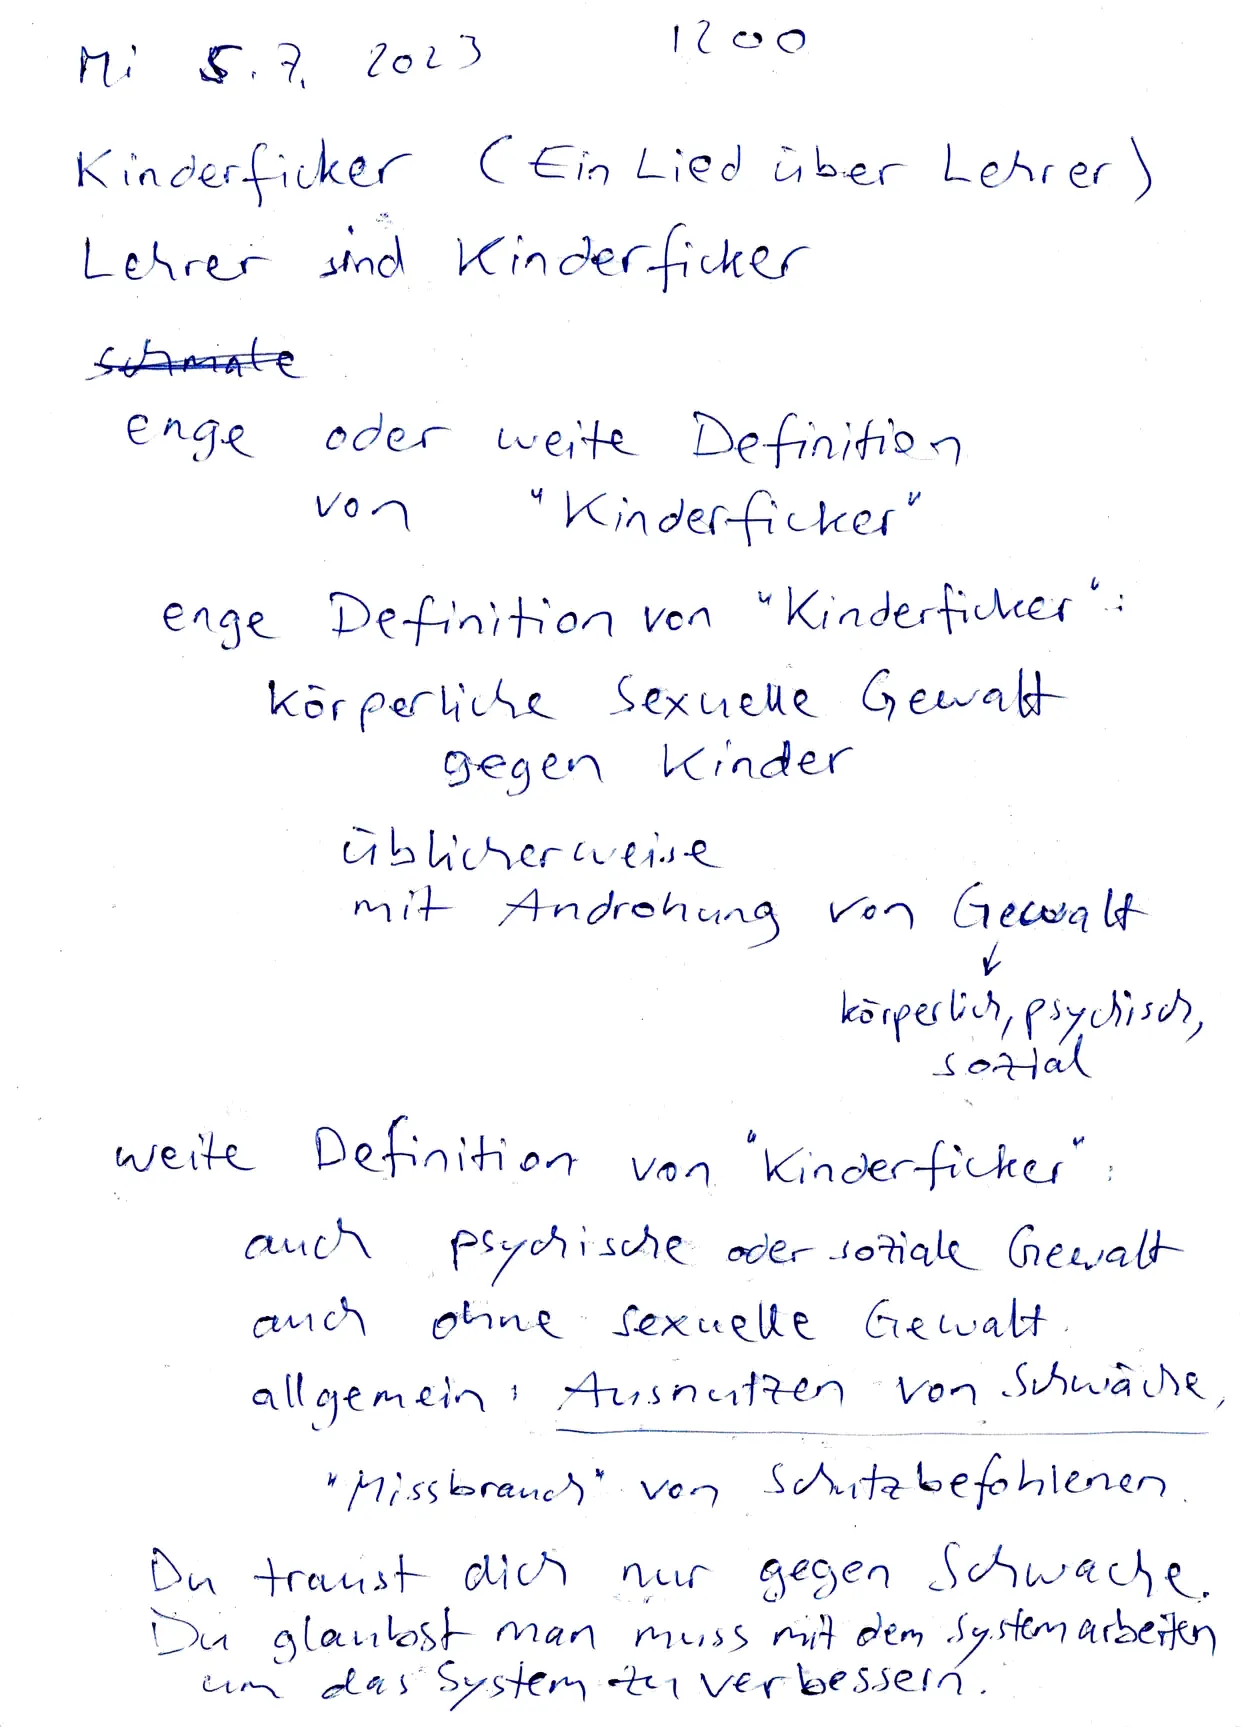 Mi 5.7. 2023 1200
Kinderficker (Ein Lied über Lehrer)
Lehrer sind Kinderficker
schmale
enge oder weite Definition
von "Kinderficker"
enge Definition von "Kinderficker":
körperliche sexuelle Gewalt
gegen Kinder
üblicherweise
mit Androhung von Gewalt
↓
körperlich, psychisch,
sozial
weite Definition von "Kinderficker":
auch psychische oder soziale Gewalt
auch ohne sexuelle Gewalt.
allgemein: Ausnutzen von Schwäche,
"Missbrauch" von Schutzbefohlenen.
Du traust dich nur gegen Schwache.
Du glaubst man muss mit dem System arbeiten
um das System zu verbessern.